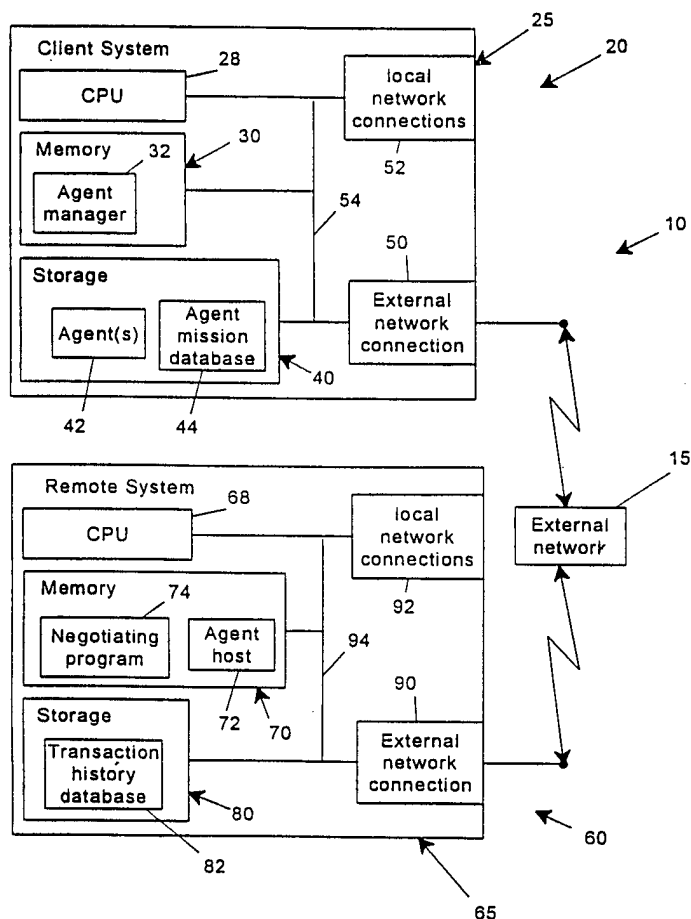 Client System
28
25
20
CPU
local
network
connections
52
Memory
32
30
Agent
manager
54
10
50
Storage
Agent(s)
Agent
mission
database
External
network
connection
40
42
44
15
Remote System
68
CPU
local
network
connections
92
External
network
Memory
74
Negotiating
program
Agent
host
94
72
70
90
Storage
Transaction
history
database
External
network
connection
80
60
82
65